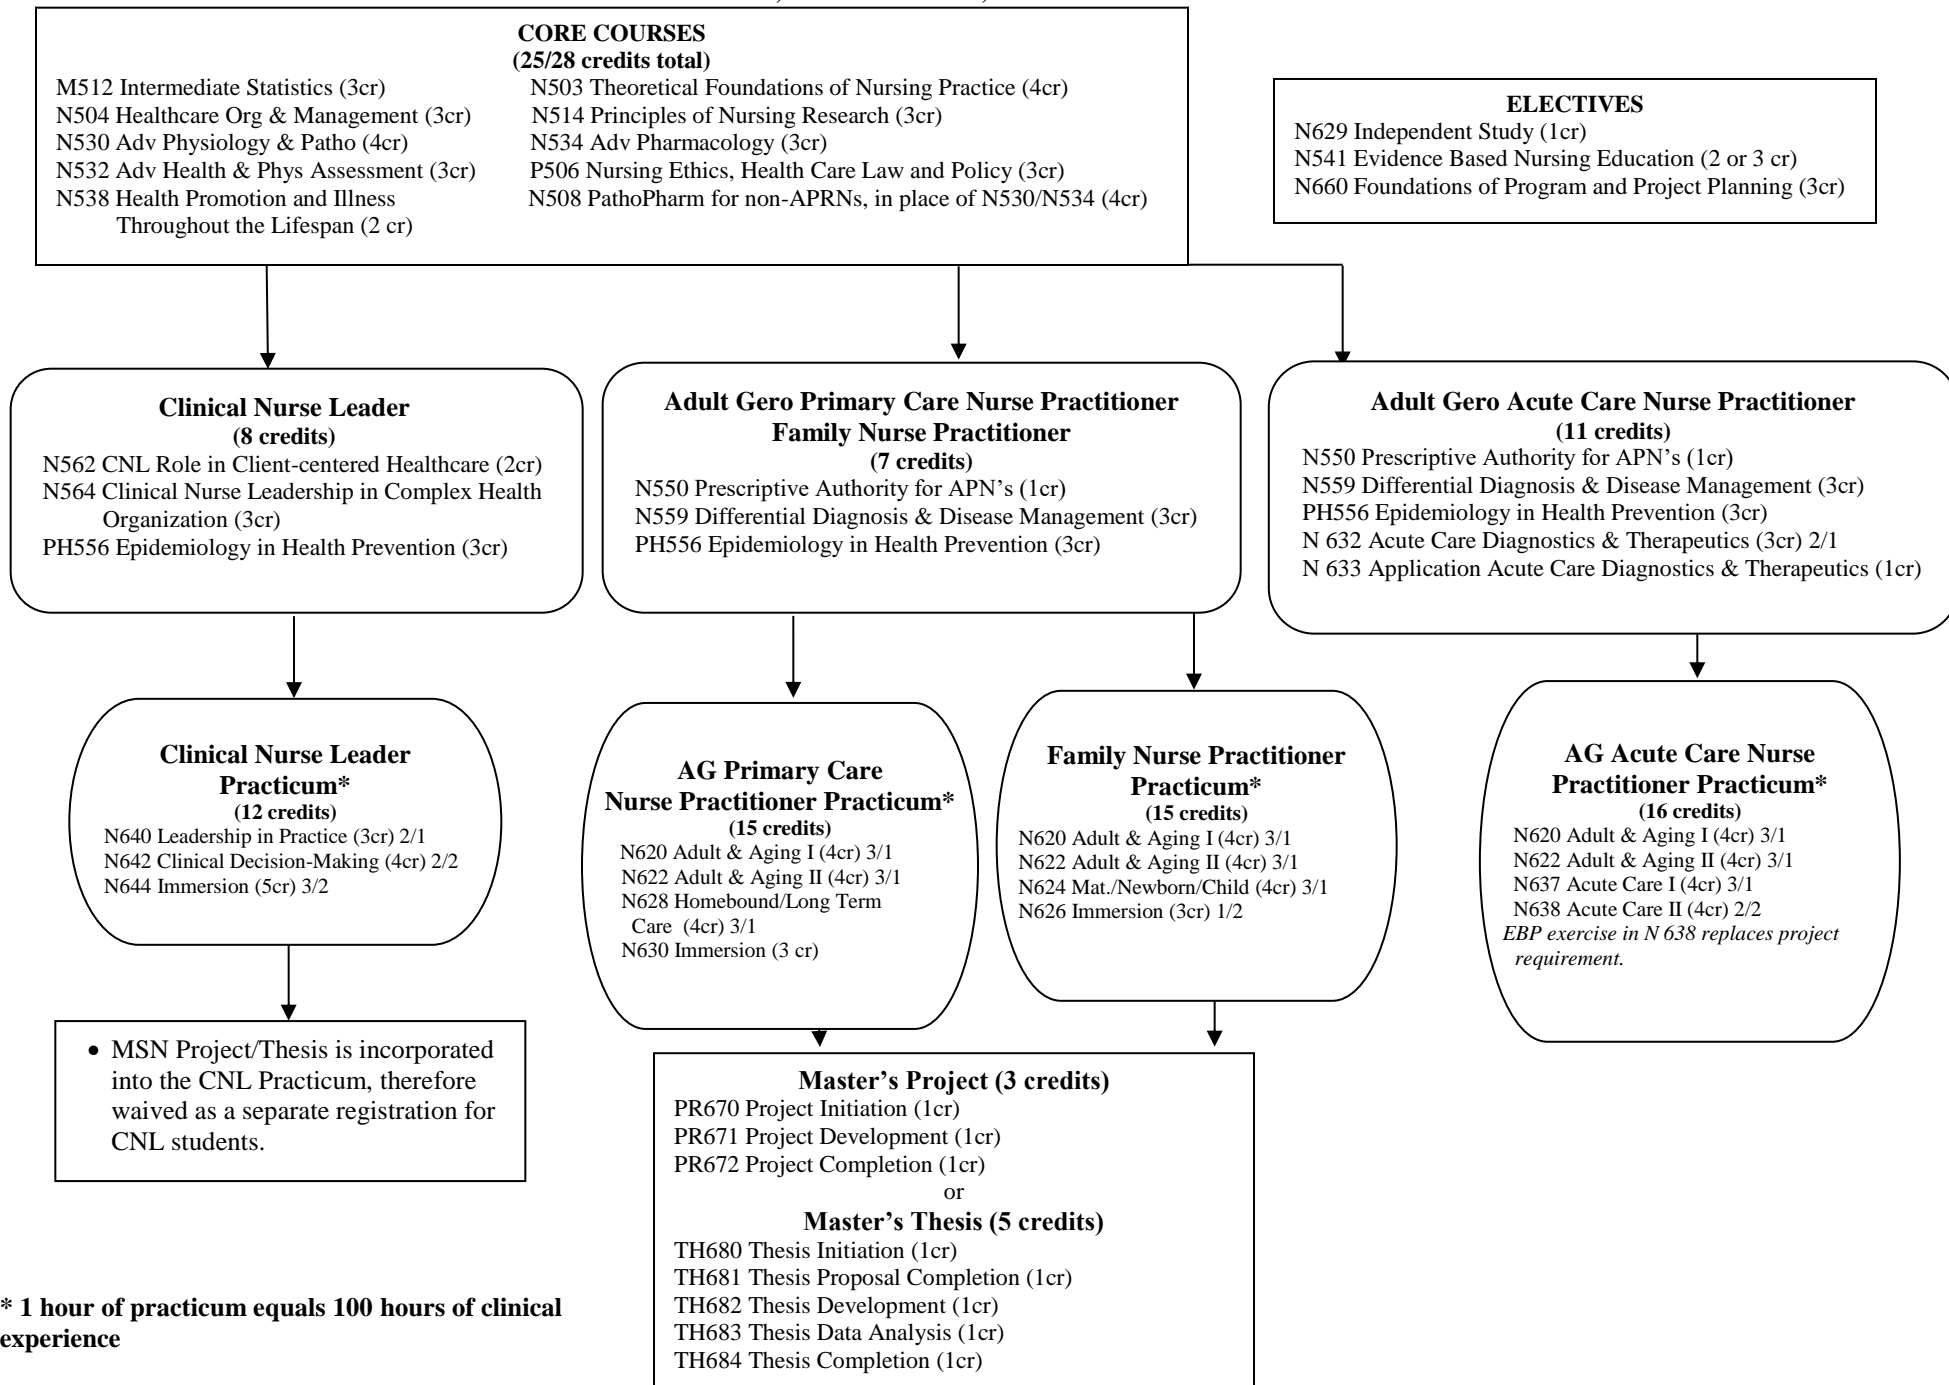 CORE COURSES
(25/28 credits total)
M512 Intermediate Statistics (3cr)
N504 Healthcare Org & Management (3cr)
N530 Adv Physiology & Patho (4cr)
N532 Adv Health & Phys Assessment (3cr)
N538 Health Promotion and Illness
Throughout the Lifespan (2 cr)
N503 Theoretical Foundations of Nursing Practice (4cr)
N514 Principles of Nursing Research (3cr)
N534 Adv Pharmacology (3cr)
P506 Nursing Ethics, Health Care Law and Policy (3cr)
N508 PathoPharm for non-APRNs, in place of N530/N534 (4cr)
ELECTIVES
N629 Independent Study (1cr)
N541 Evidence Based Nursing Education (2 or 3 cr)
N660 Foundations of Program and Project Planning (3cr)
Clinical Nurse Leader
(8 credits)
N562 CNL Role in Client-centered Healthcare (2cr)
N564 Clinical Nurse Leadership in Complex Health
Organization (3cr)
PH556 Epidemiology in Health Prevention (3cr)
Adult Gero Primary Care Nurse Practitioner
Family Nurse Practitioner
(7 credits)
N550 Prescriptive Authority for APN’s (1cr)
N559 Differential Diagnosis & Disease Management (3cr)
PH556 Epidemiology in Health Prevention (3cr)
Adult Gero Acute Care Nurse Practitioner
(11 credits)
N550 Prescriptive Authority for APN’s (1cr)
N559 Differential Diagnosis & Disease Management (3cr)
PH556 Epidemiology in Health Prevention (3cr)
N 632 Acute Care Diagnostics & Therapeutics (3cr) 2/1
N 633 Application Acute Care Diagnostics & Therapeutics (1cr)
Clinical Nurse Leader
Practicum*
(12 credits)
N640 Leadership in Practice (3cr) 2/1
N642 Clinical Decision-Making (4cr) 2/2
N644 Immersion (5cr) 3/2
AG Primary Care
Nurse Practitioner Practicum*
(15 credits)
N620 Adult & Aging I (4cr) 3/1
N622 Adult & Aging II (4cr) 3/1
N628 Homebound/Long Term
Care (4cr) 3/1
N630 Immersion (3 cr)
Family Nurse Practitioner
Practicum*
(15 credits)
N620 Adult & Aging I (4cr) 3/1
N622 Adult & Aging II (4cr) 3/1
N624 Mat./Newborn/Child (4cr) 3/1
N626 Immersion (3cr) 1/2
AG Acute Care Nurse
Practitioner Practicum*
(16 credits)
N620 Adult & Aging I (4cr) 3/1
N622 Adult & Aging II (4cr) 3/1
N637 Acute Care I (4cr) 3/1
N638 Acute Care II (4cr) 2/2
EBP exercise in N 638 replaces project
requirement.
• MSN Project/Thesis is incorporated
into the CNL Practicum, therefore
waived as a separate registration for
CNL students.
Master’s Project (3 credits)
PR670 Project Initiation (1cr)
PR671 Project Development (1cr)
PR672 Project Completion (1cr)
or
Master’s Thesis (5 credits)
TH680 Thesis Initiation (1cr)
TH681 Thesis Proposal Completion (1cr)
TH682 Thesis Development (1cr)
TH683 Thesis Data Analysis (1cr)
TH684 Thesis Completion (1cr)
* 1 hour of practicum equals 100 hours of clinical
experience